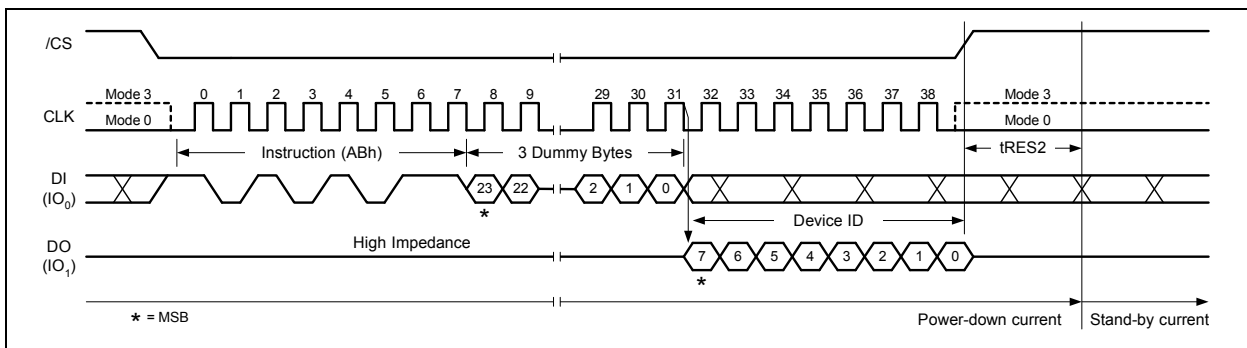 /CS
Mode 3 0 1 2 3 4 5 6 7 8 9 29 30 31 32 33 34 35 36 37 38 Mode 3
CLK
Mode 0 Mode 0
Instruction (ABh) 3 Dummy Bytes tRES2
DI
(IO0)
23 22 2 1 0
*
Device ID
High Impedance
DO
(IO1)
7 6 5 4 3 2 1 0
*
* = MSB
Power-down current Stand-by current